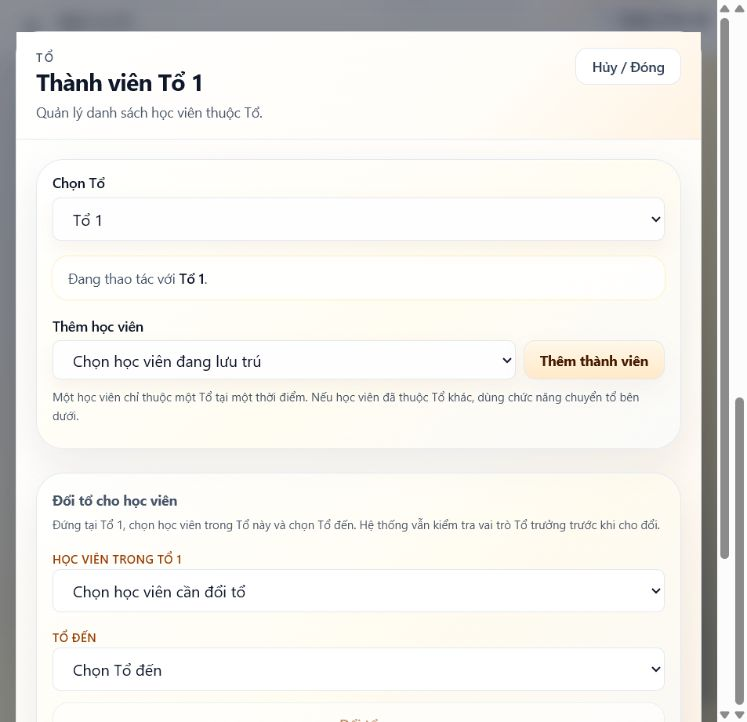 TỔ
Thành viên Tổ 1
Hủy / Đóng
Quản lý danh sách học viên thuộc Tổ.
Chọn Tổ
Tổ 1
Đang thao tác với Tổ 1.
Thêm học viên
Chọn học viên đang lưu trú
Thêm thành viên
Một học viên chỉ thuộc một Tổ tại một thời điểm. Nếu học viên đã thuộc Tổ khác, dùng chức năng chuyển tổ bên
dưới.
Đổi tổ cho học viên
Đứng tại Tổ 1, chọn học viên trong Tổ này và chọn Tổ đến. Hệ thống vẫn kiểm tra vai trò Tổ trưởng trước khi cho đổi.
HỌC VIÊN TRONG TỔ 1
Chọn học viên cần đổi tổ
TỔ ĐẾN
Chọn Tổ đến